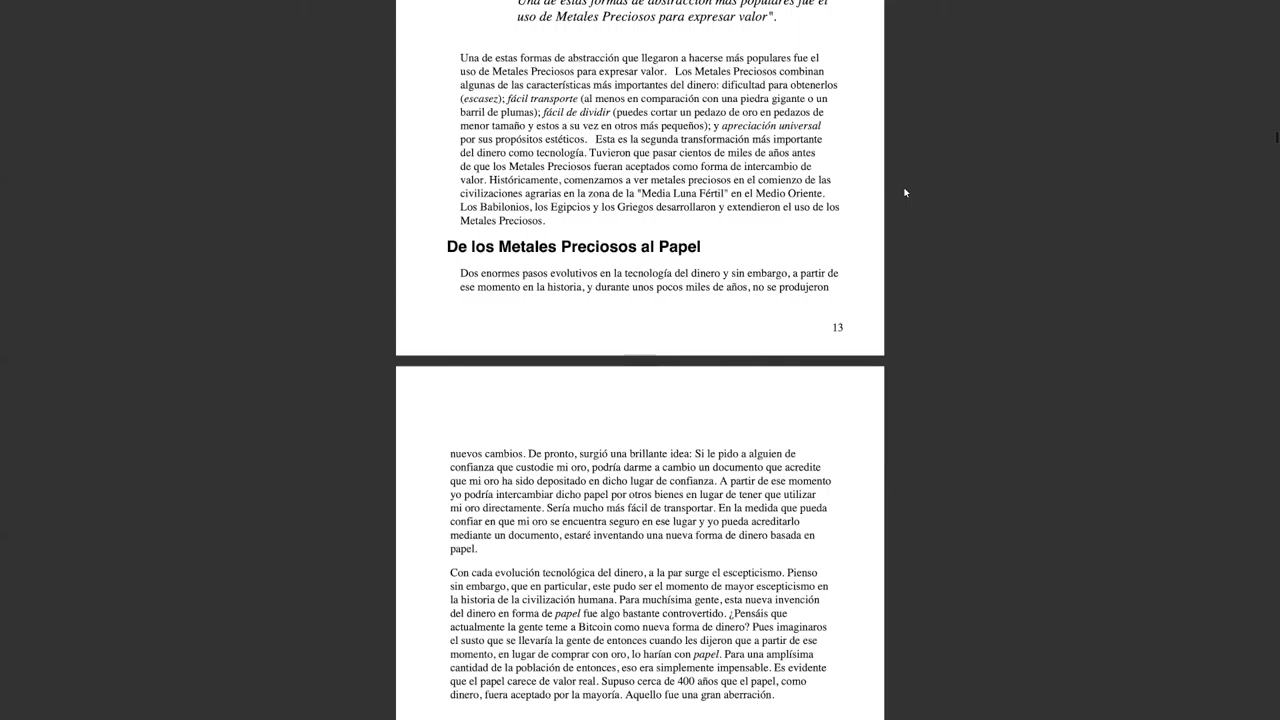 Una de estas formas de abstracción más populares fue el
uso de Metales Preciosos para expresar valor".
Una de estas formas de abstracción que llegaron a hacerse más populares fue el
uso de Metales Preciosos para expresar valor. Los Metales Preciosos combinan
algunas de las características más importantes del dinero: dificultad para obtenerlos
(escasez); fácil transporte (al menos en comparación con una piedra gigante o un
barril de plumas); fácil de dividir (puedes cortar un pedazo de oro en pedazos de
menor tamaño y estos a su vez en otros más pequeños); y apreciación universal
por sus propósitos estéticos. Esta es la segunda transformación más importante
del dinero como tecnología. Tuvieron que pasar cientos de miles de años antes
de que los Metales Preciosos fueran aceptados como forma de intercambio de
valor. Históricamente, comenzamos a ver metales preciosos en el comienzo de las
civilizaciones agrarias en la zona de la "Media Luna Fértil" en el Medio Oriente.
Los Babilonios, los Egipcios y los Griegos desarrollaron y extendieron el uso de los
Metales Preciosos.
De los Metales Preciosos al Papel
Dos enormes pasos evolutivos en la tecnología del dinero y sin embargo, a partir de
ese momento en la historia, y durante unos pocos miles de años, no se produjeron
13
nuevos cambios. De pronto, surgió una brillante idea: Si le pido a alguien de
confianza que custodie mi oro, podría darme a cambio un documento que acredite
que mi oro ha sido depositado en dicho lugar de confianza. A partir de ese momento
yo podría intercambiar dicho papel por otros bienes en lugar de tener que utilizar
mi oro directamente. Sería mucho más fácil de transportar. En la medida que pueda
confiar en que mi oro se encuentra seguro en ese lugar y yo pueda acreditarlo
mediante un documento, estaré inventando una nueva forma de dinero basada en
papel.
Con cada evolución tecnológica del dinero, a la par surge el escepticismo. Pienso
sin embargo, que en particular, este pudo ser el momento de mayor escepticismo en
la historia de la civilización humana. Para muchísima gente, esta nueva invención
del dinero en forma de papel fue algo bastante controvertido. ¿Pensáis que
actualmente la gente teme a Bitcoin como nueva forma de dinero? Pues imaginaros
el susto que se llevaría la gente de entonces cuando les dijeron que a partir de ese
momento, en lugar de comprar con oro, lo harían con papel. Para una amplísima
cantidad de la población de entonces, eso era simplemente impensable. Es evidente
que el papel carece de valor real. Supuso cerca de 400 años que el papel, como
dinero, fuera aceptado por la mayoría. Aquello fue una gran aberración.